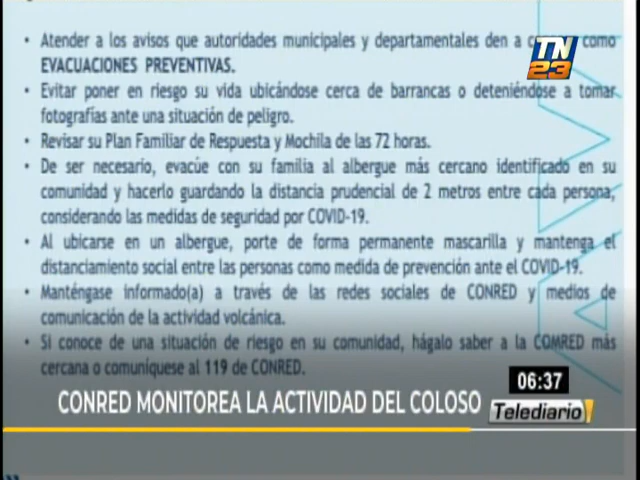 • Atender a los avisos que autoridades municipales y departamentales den a como
EVACUACIONES PREVENTIVAS.
• Evitar poner en riesgo su vida ubicándose cerca de barrancas o deteniéndose a tomar
fotografías ante una situación de peligro.
• Revisar su Plan Familiar de Respuesta y Mochila de las 72 horas.
• De ser necesario, evacúe con su familia al albergue más cercano identificado en su
comunidad y hacerlo guardando la distancia prudencial de 2 metros entre cada persona,
considerando las medidas de seguridad por COVID-19.
• Al ubicarse en un albergue, porte de forma permanente mascarilla y mantenga el
distanciamiento social entre las personas como medida de prevención ante el COVID-19.
• Manténgase informado(a) a través de las redes sociales de CONRED y medios de
comunicación de la actividad volcánica.
• Si conoce de una situación de riesgo en su comunidad, hágalo saber a la COMRED más
cercana o comuníquese al 119 de CONRED.
TN
23
06:37
CONRED MONITOREA LA ACTIVIDAD DEL COLOSO
Telediario